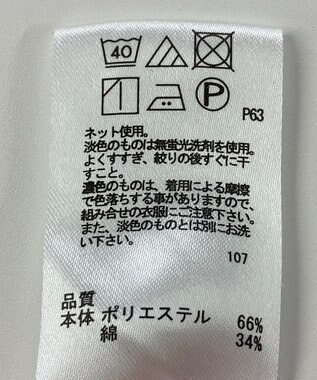 40
P
P63
ネット使用。
淡色のものは無蛍光洗剤を使用。
よくすすぎ、絞りの後すぐに干
すこと。
濃色のものは、着用による摩擦
で色落ちする事がありますので、
組み合せの衣服にご注意下さい。
また、淡色のものとは別にお洗
い下さい。
107
品質
本体 ポリエステル 66%
綿 34%